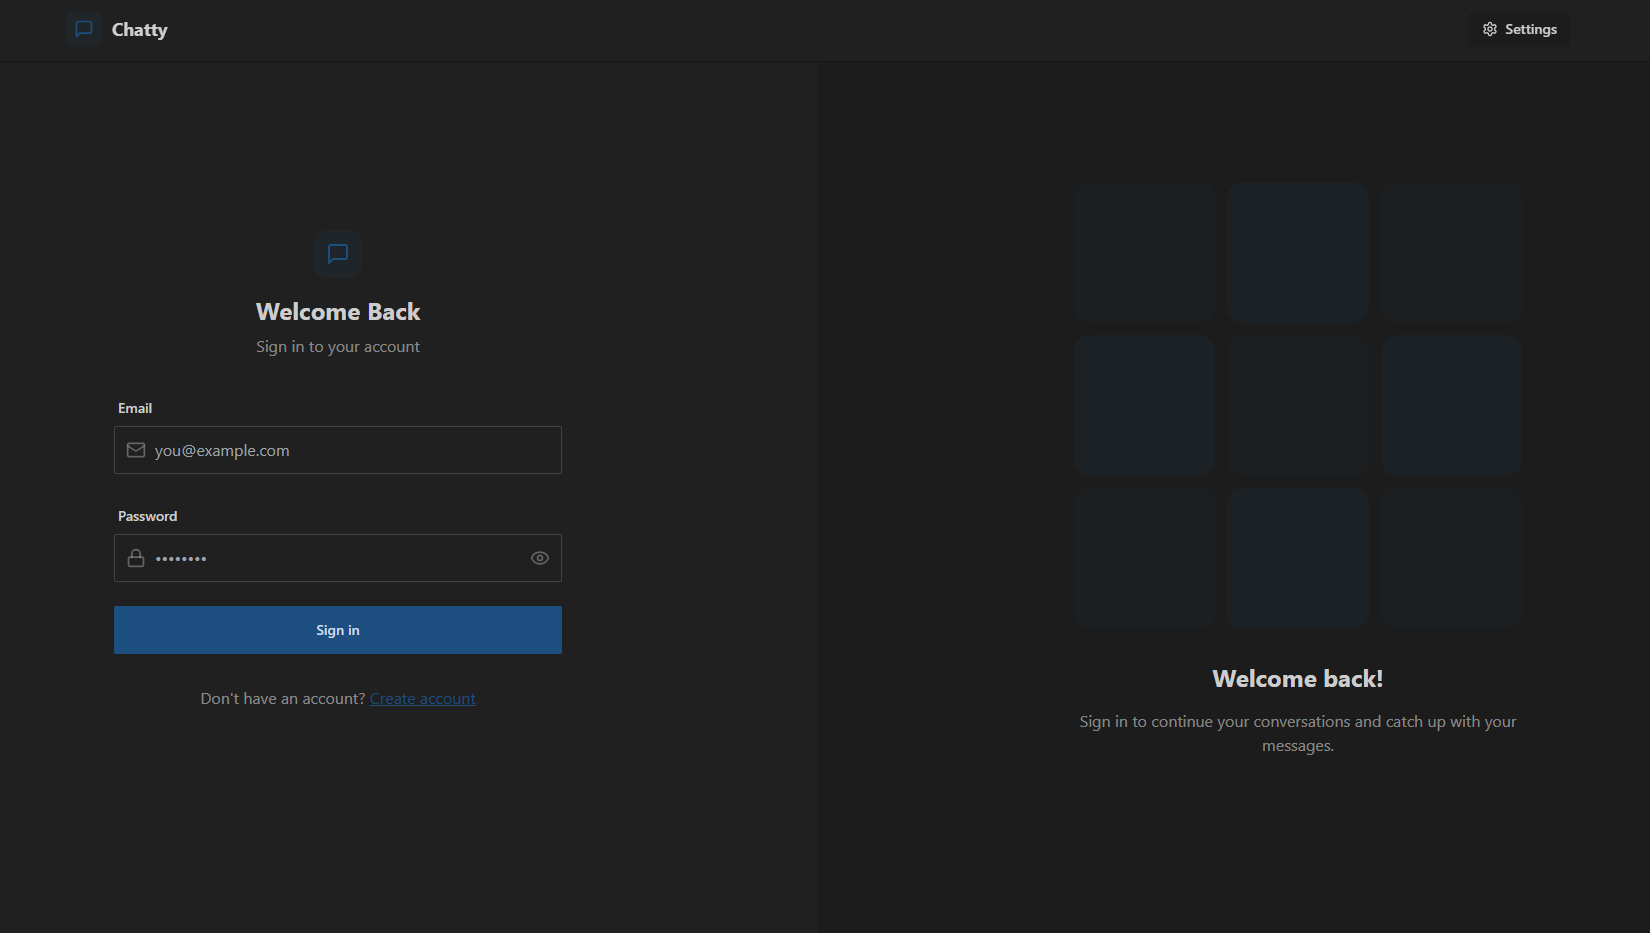 Chatty
Settings
Welcome Back
Sign in to your account
Email
you@example.com
Password
••••••••
Sign in
Don't have an account? Create account
Welcome back!
Sign in to continue your conversations and catch up with your
messages.